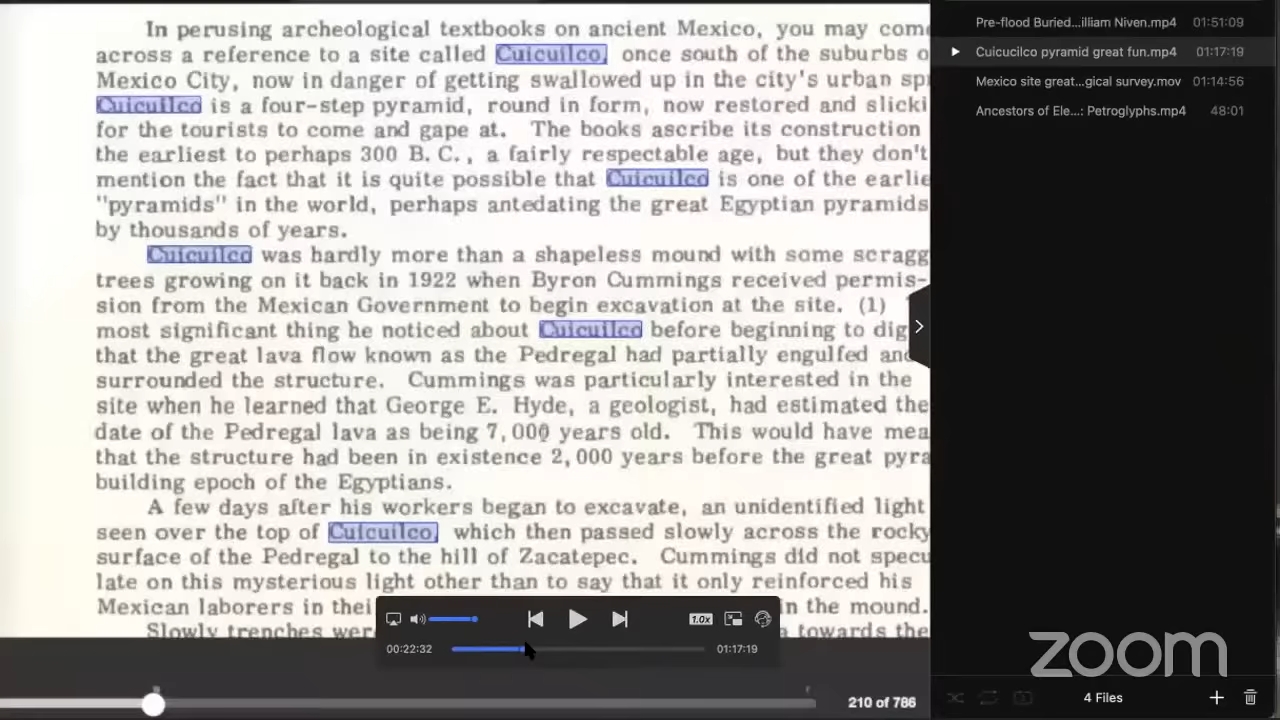 In perusing archeological textbooks on ancient Mexico, you may come
across a reference to a site called Cuicuilco, once south of the suburbs o
Mexico City, now in danger of getting swallowed up in the city's urban spr
Cuicuilco is a four-step pyramid, round in form, now restored and slicki
for the tourists to come and gape at. The books ascribe its construction
the earliest to perhaps 300 B. C., a fairly respectable age, but they don't
mention the fact that it is quite possible that Cuicuilco is one of the earlie
"pyramids" in the world, perhaps antedating the great Egyptian pyramids
by thousands of years.
Cuicuilco was hardly more than a shapeless mound with some scragg
trees growing on it back in 1922 when Byron Cummings received permis-
sion from the Mexican Government to begin excavation at the site. (1)
most significant thing he noticed about Cuicuilco before beginning to dig
that the great lava flow known as the Pedregal had partially engulfed and
surrounded the structure. Cummings was particularly interested in the
site when he learned that George E. Hyde, a geologist, had estimated the
date of the Pedregal lava as being 7,000 years old. This would have mea
that the structure had been in existence 2,000 years before the great pyra
building epoch of the Egyptians.
A few days after his workers began to excavate, an unidentified light
seen over the top of Cuicuilco, which then passed slowly across the rocky
surface of the Pedregal to the hill of Zacatepec. Cummings did not specu
late on this mysterious light other than to say that it only reinforced his
Mexican laborers in thei in the mound.
Slowly trenches wer a towards the
1.0x
00:22:32 01:17:19
210 of 786
Pre-flood Buried...illiam Niven.mp4 01:51:09
Cuicucilco pyramid great fun.mp4 01:17:19
Mexico site great...gical survey.mov 01:14:56
Ancestors of Ele...: Petroglyphs.mp4 48:01
zoom
4 Files